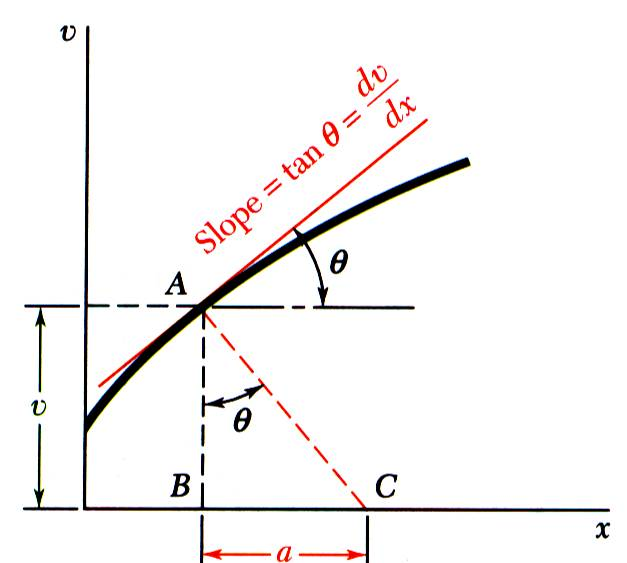 v
Slope = tan θ = dv/dx
A
θ
v
θ
B
C
x
a